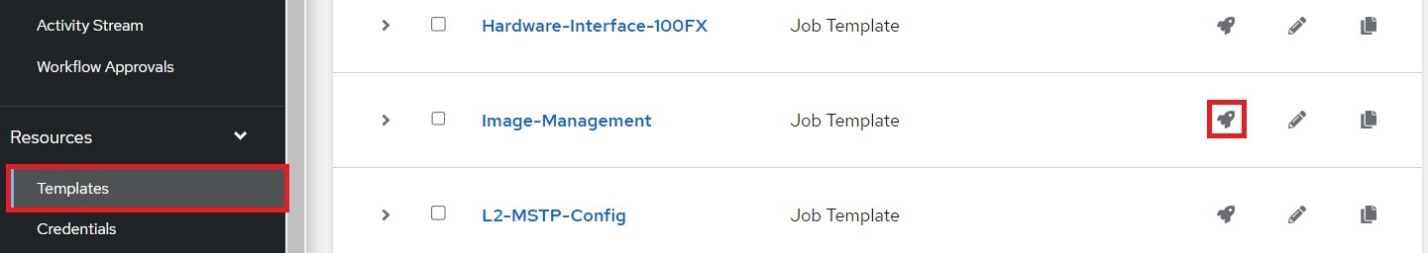 Activity Stream
Workflow Approvals
Resources
Templates
Credentials
Hardware-Interface-100FX Job Template
Image-Management Job Template
L2-MSTP-Config Job Template